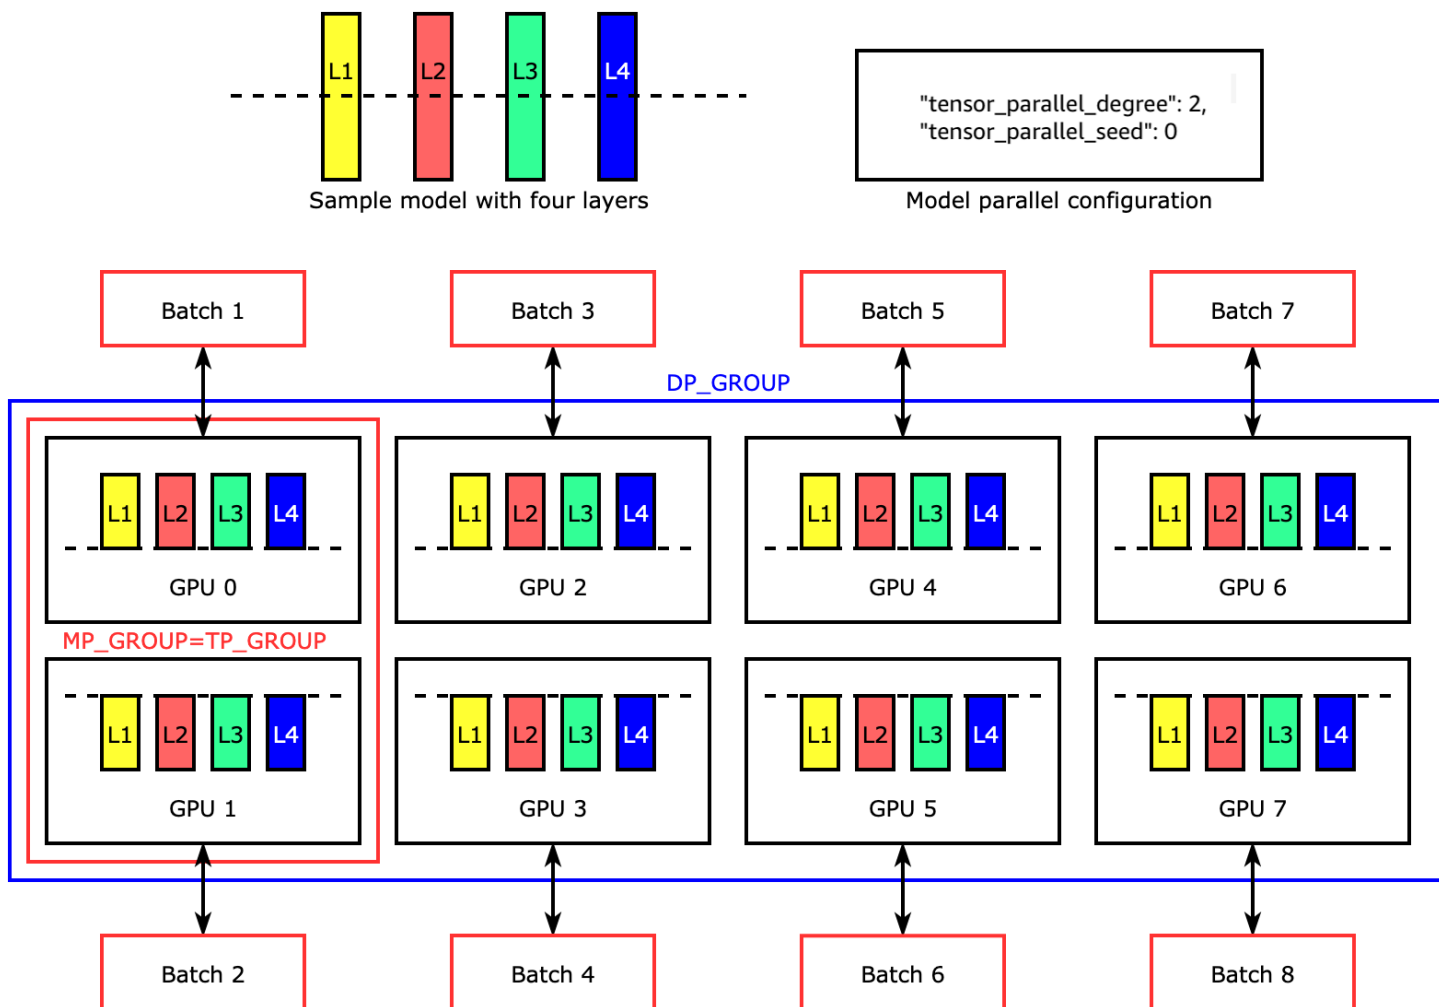 L1 L2 L3 L4
"tensor_parallel_degree": 2,
"tensor_parallel_seed": 0
Sample model with four layers
Model parallel configuration
Batch 1
Batch 3
Batch 5
Batch 7
DP_GROUP
L1 L2 L3 L4
L1 L2 L3 L4
L1 L2 L3 L4
L1 L2 L3 L4
GPU 0
GPU 2
GPU 4
GPU 6
MP_GROUP=TP_GROUP
L1 L2 L3 L4
L1 L2 L3 L4
L1 L2 L3 L4
L1 L2 L3 L4
GPU 1
GPU 3
GPU 5
GPU 7
Batch 2
Batch 4
Batch 6
Batch 8